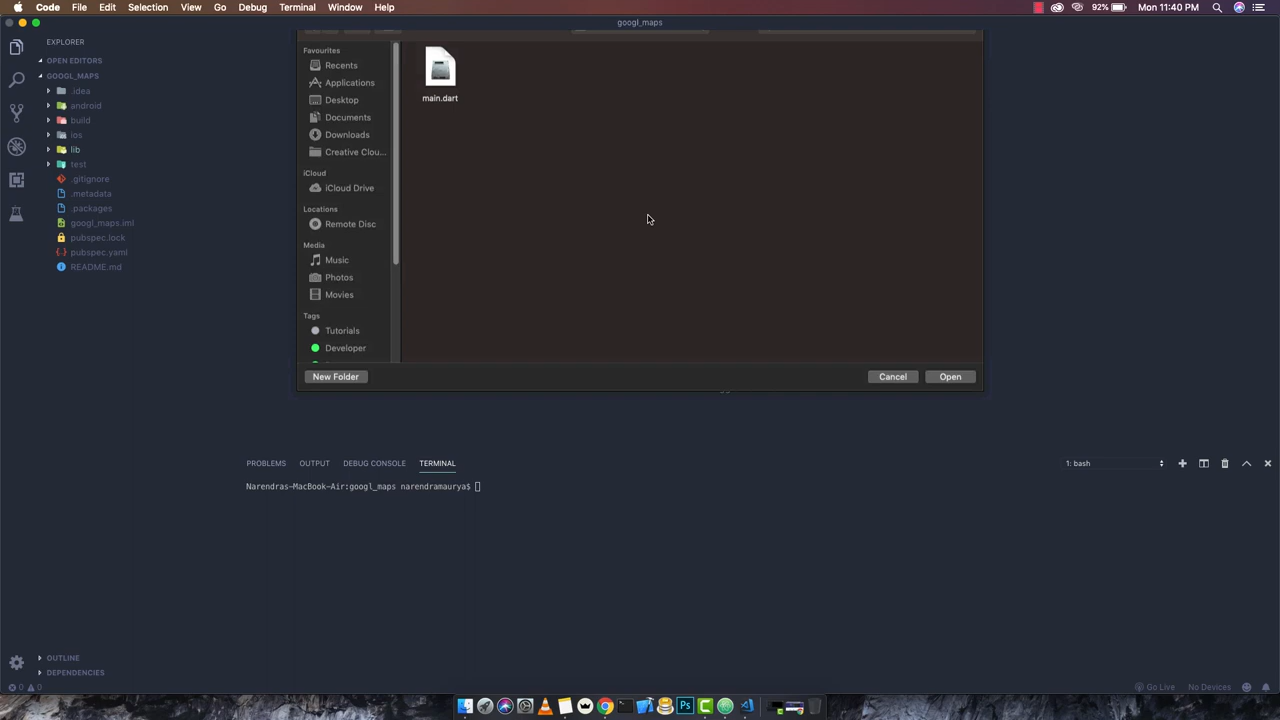 Code File Edit Selection View Go Debug Terminal Window Help
92% Mon 11:40 PM
googl_maps
EXPLORER
OPEN EDITORS
GOOGL_MAPS
.idea
android
build
ios
lib
test
.gitignore
.metadata
.packages
googl_maps.iml
pubspec.lock
pubspec.yaml
README.md
Favourites
Recents
Applications
Desktop
Documents
Downloads
Creative Clou...
iCloud
iCloud Drive
Locations
Remote Disc
Media
Music
Photos
Movies
Tags
Tutorials
Developer
main.dart
New Folder
Cancel
Open
PROBLEMS OUTPUT DEBUG CONSOLE TERMINAL
1: bash
Narendras-MacBook-Air:googl_maps narendramaurya$
OUTLINE
DEPENDENCIES
0 0
Go Live No Devices
Ps